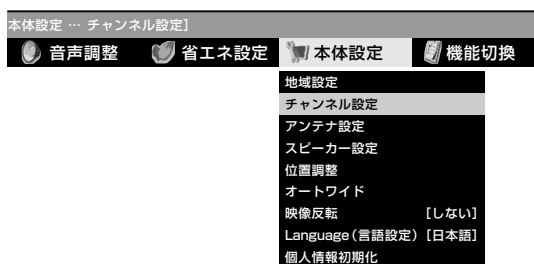 本体設定 … チャンネル設定]
音声調整 省エネ設定 本体設定 機能切換
地域設定
チャンネル設定
アンテナ設定
スピーカー設定
位置調整
オートワイド
映像反転 [しない]
Language(言語設定) [日本語]
個人情報初期化